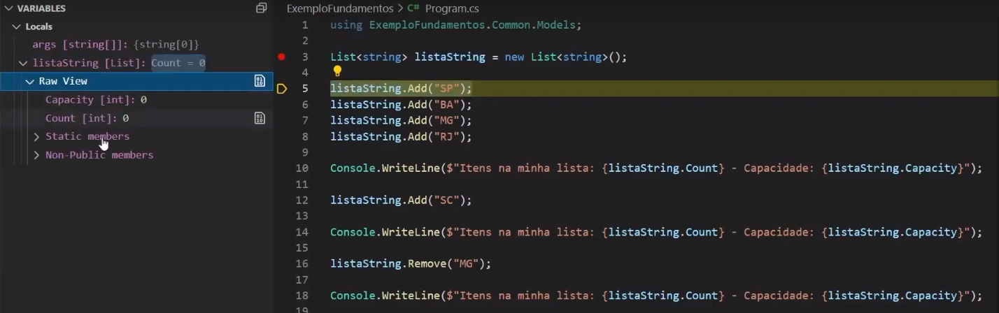 VARIABLES
Locals
args [string[]]: {string[0]}
listaString [List]: Count = 0
Raw View
Capacity [int]: 0
Count [int]: 0
Static members
Non-Public members
ExemploFundamentos > C# Program.cs
1 using ExemploFundamentos.Common.Models;
2
3 List<string> listaString = new List<string>();
4
5 listaString.Add("SP");
6 listaString.Add("BA");
7 listaString.Add("MG");
8 listaString.Add("RJ");
9
10 Console.WriteLine($"Itens na minha lista: {listaString.Count} - Capacidade: {listaString.Capacity}");
11
12 listaString.Add("SC");
13
14 Console.WriteLine($"Itens na minha lista: {listaString.Count} - Capacidade: {listaString.Capacity}");
15
16 listaString.Remove("MG");
17
18 Console.WriteLine($"Itens na minha lista: {listaString.Count} - Capacidade: {listaString.Capacity}");
19